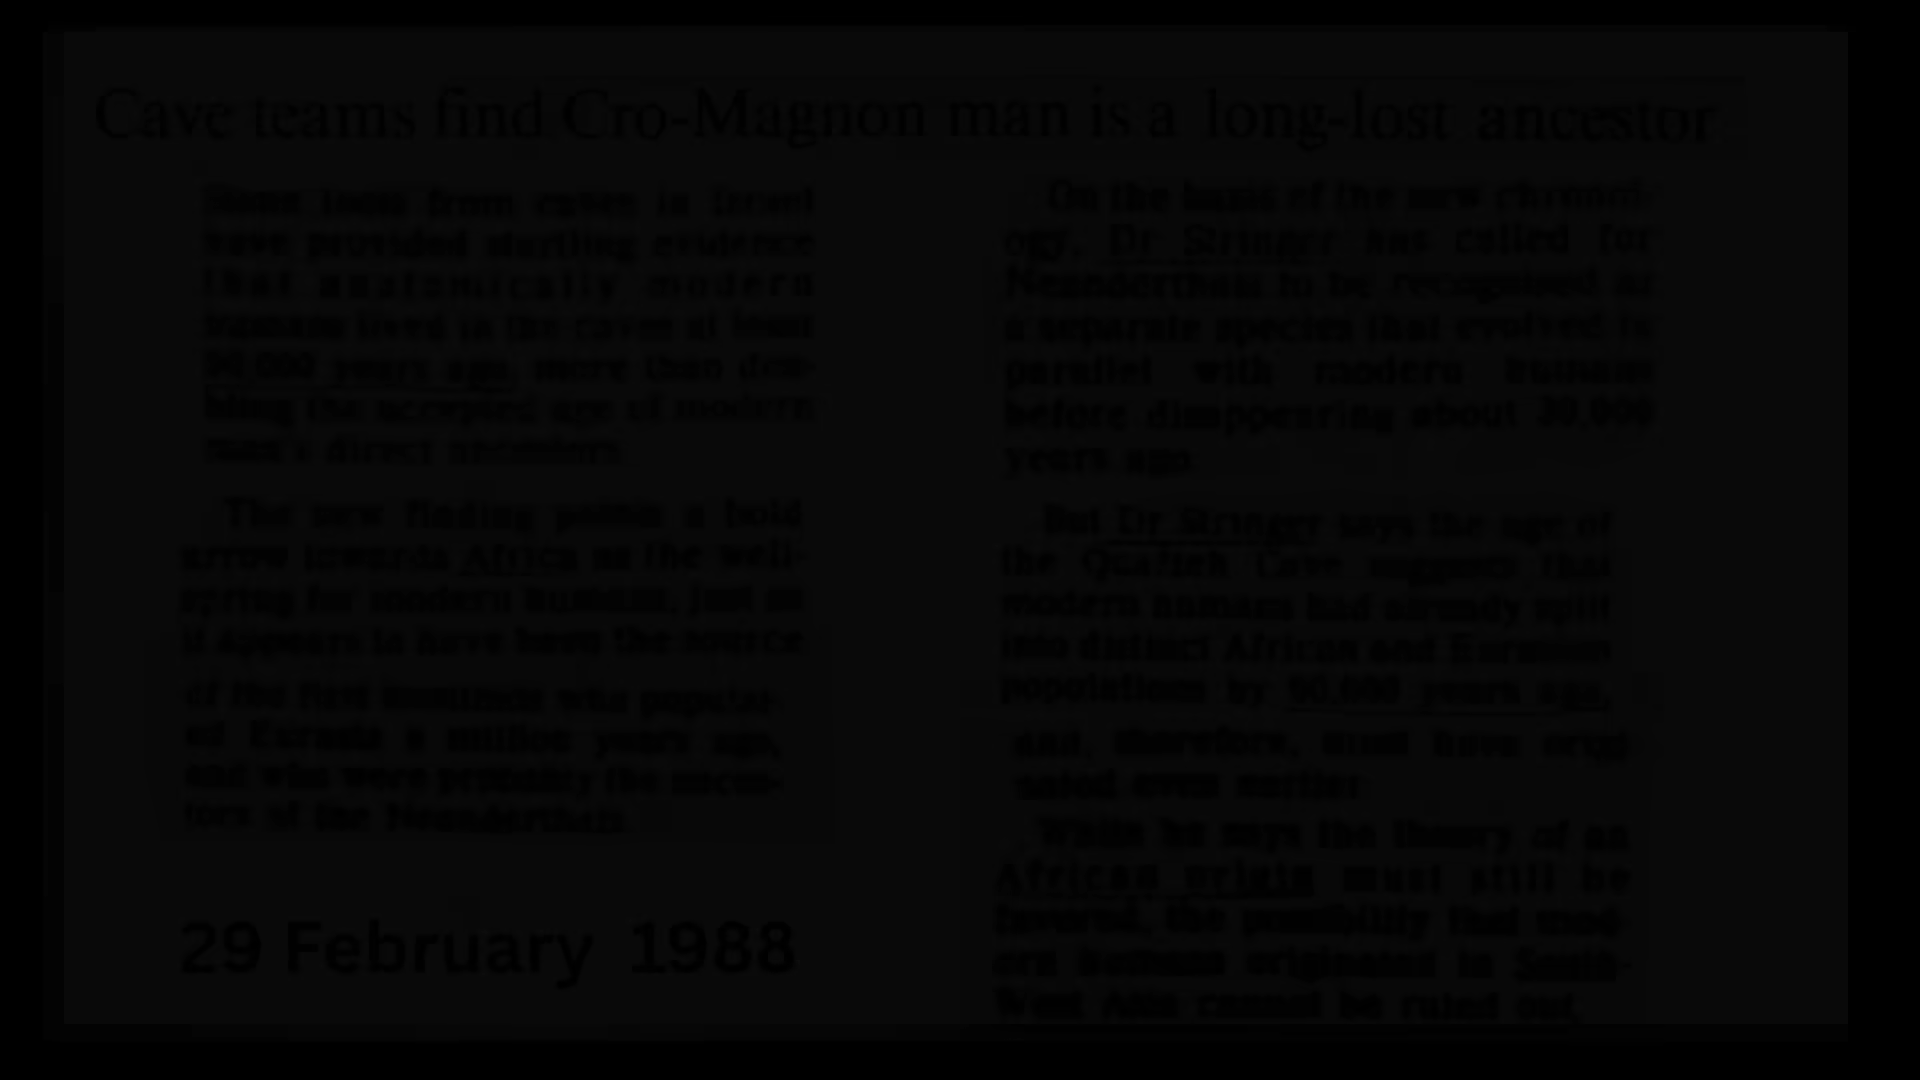 Cave teams find Cro-Magnon man is a long-lost ancestor
Stone tools from caves in Israel
have provided startling evidence
that anatomically modern
humans lived in the caves at least
90,000 years ago, more than dou-
bling the accepted age of modern
man's direct ancestors.
The new finding points a bold
arrow towards Africa as the well-
spring for modern humans, just as
it appears to have been the source
of the first hominids who populat-
ed Eurasia a million years ago,
and who were probably the ances-
tors of the Neanderthals.
29 February 1988
On the basis of the new chronol-
ogy, Dr Stringer has called for
Neanderthals to be recognised as
a separate species that evolved in
parallel with modern humans
before disappearing about 30,000
years ago.
But Dr Stringer says the age of
the Qafzeh Cave suggests that
modern humans had already split
into distinct African and Eurasian
populations by 90,000 years ago,
and, therefore, must have origi-
nated even earlier.
While he says the theory of an
African origin must still be
favored, the possibility that mod-
ern humans originated in South-
West Asia cannot be ruled out.